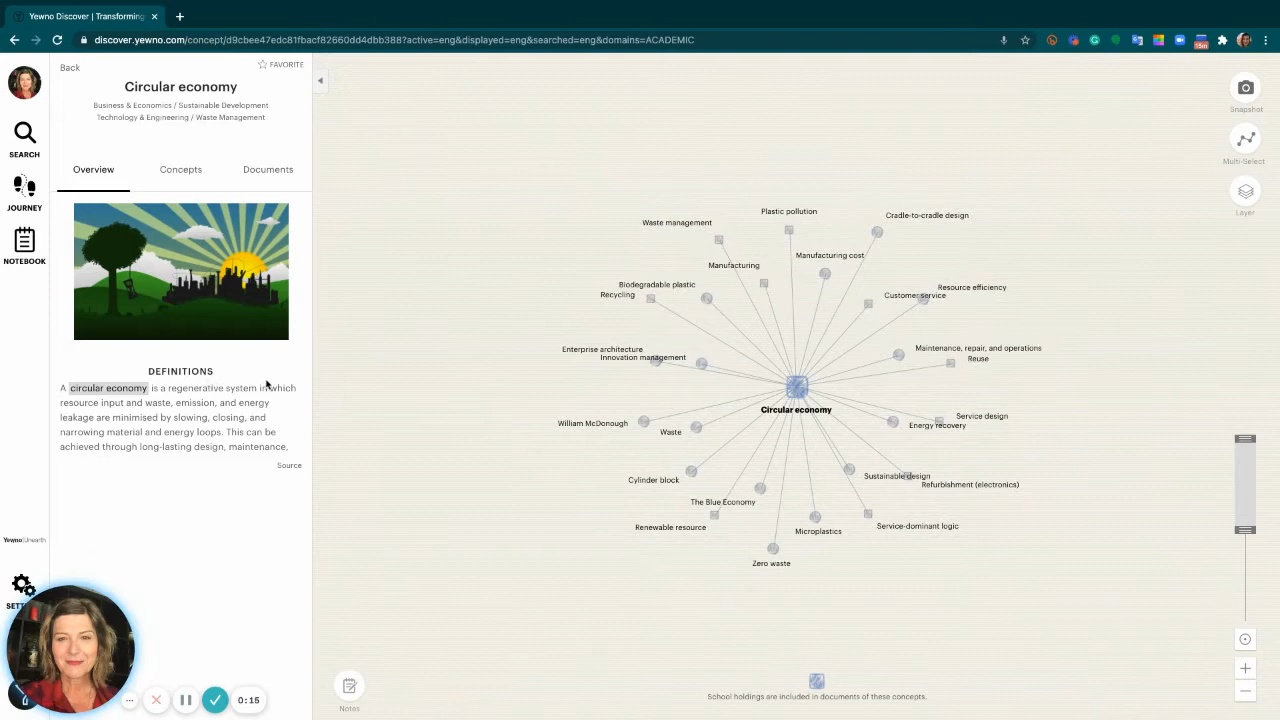 Yewno Discover | Transforming
discover.yewno.com/concept/d9cbee47edc81fbacf82660dd4dbb388?active=eng&displayed=eng&searched=eng&domains=ACADEMIC
15m
Back
FAVORITE
Circular economy
Business & Economics / Sustainable Development
Technology & Engineering / Waste Management
SEARCH
JOURNEY
NOTEBOOK
Overview
Concepts
Documents
DEFINITIONS
A circular economy is a regenerative system in which
resource input and waste, emission, and energy
leakage are minimised by slowing, closing, and
narrowing material and energy loops. This can be
achieved through long-lasting design, maintenance,
Source
Yewno|Unearth
0:15
Plastic pollution
Cradle-to-cradle design
Waste management
Manufacturing cost
Manufacturing
Biodegradable plastic
Recycling
Resource efficiency
Customer service
Enterprise architecture
Innovation management
Maintenance, repair, and operations
Reuse
Circular economy
William McDonough
Waste
Service design
Energy recovery
Cylinder block
Sustainable design
Refurbishment (electronics)
The Blue Economy
Renewable resource
Microplastics
Service-dominant logic
Zero waste
Snapshot
Multi-Select
Layer
Notes
School holdings are included in documents of these concepts.